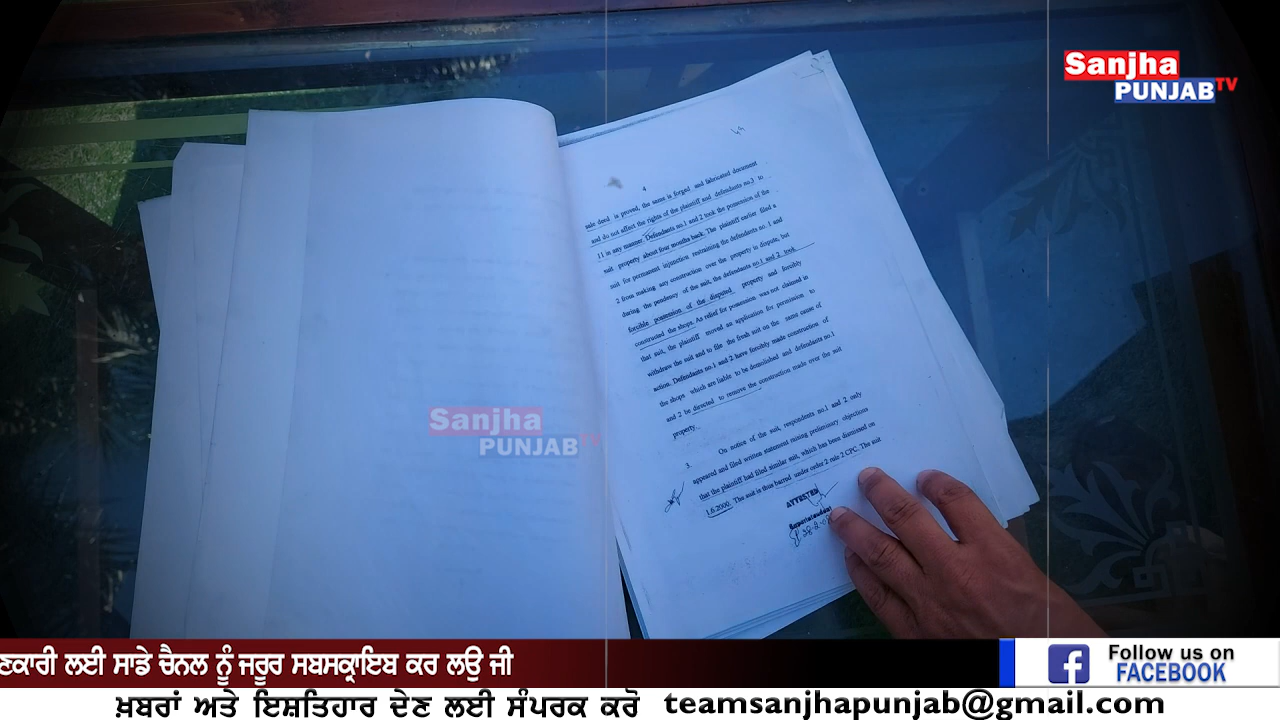 Sanjha
PUNJAB TV
4
sale deed is proved, the same is forged and fabricated document
and do not affect the rights of the plaintiff and defendants no.3 to
11 in any manner. Defendants no.1 and 2 took the possession of the
suit property about four months back. The plaintiff earlier filed a
suit for permanent injunction restraining the defendants no. 1 and
2 from making any construction over the property in dispute, but
during the pendency of the suit, the defendants no.1 and 2 took
forcible possession of the disputed property and forcibly
constructed the shops. As relief for possession was not claimed in
that suit, the plaintiff moved an application for permission to
withdraw the suit and to file the fresh suit on the same cause of
action. Defendants no.1 and 2 have forcibly made construction of
the shops which are liable to be demolished and defendants no.1
and 2 be directed to remove the construction made over the suit
property.
3. On notice of the suit, respondents no.1 and 2 only
appeared and filed written statement raising preliminary objections
that the plaintiff had filed similar suit, which has been dismissed on
1.6.2000. The suit is thus barred under order 2 rule 2 CPC. The suit
ATTESTED
Superintendent
Sanjha
PUNJAB TV
ਣਕਾਰੀ ਲਈ ਸਾਡੇ ਚੈਨਲ ਨੂੰ ਜਰੂਰ ਸਬਸਕ੍ਰਾਇਬ ਕਰ ਲਉ ਜੀ
Follow us on
FACEBOOK
ਖ਼ਬਰਾਂ ਅਤੇ ਇਸ਼ਤਿਹਾਰ ਦੇਣ ਲਈ ਸੰਪਰਕ ਕਰੋ teamsanjhapunjab@gmail.com